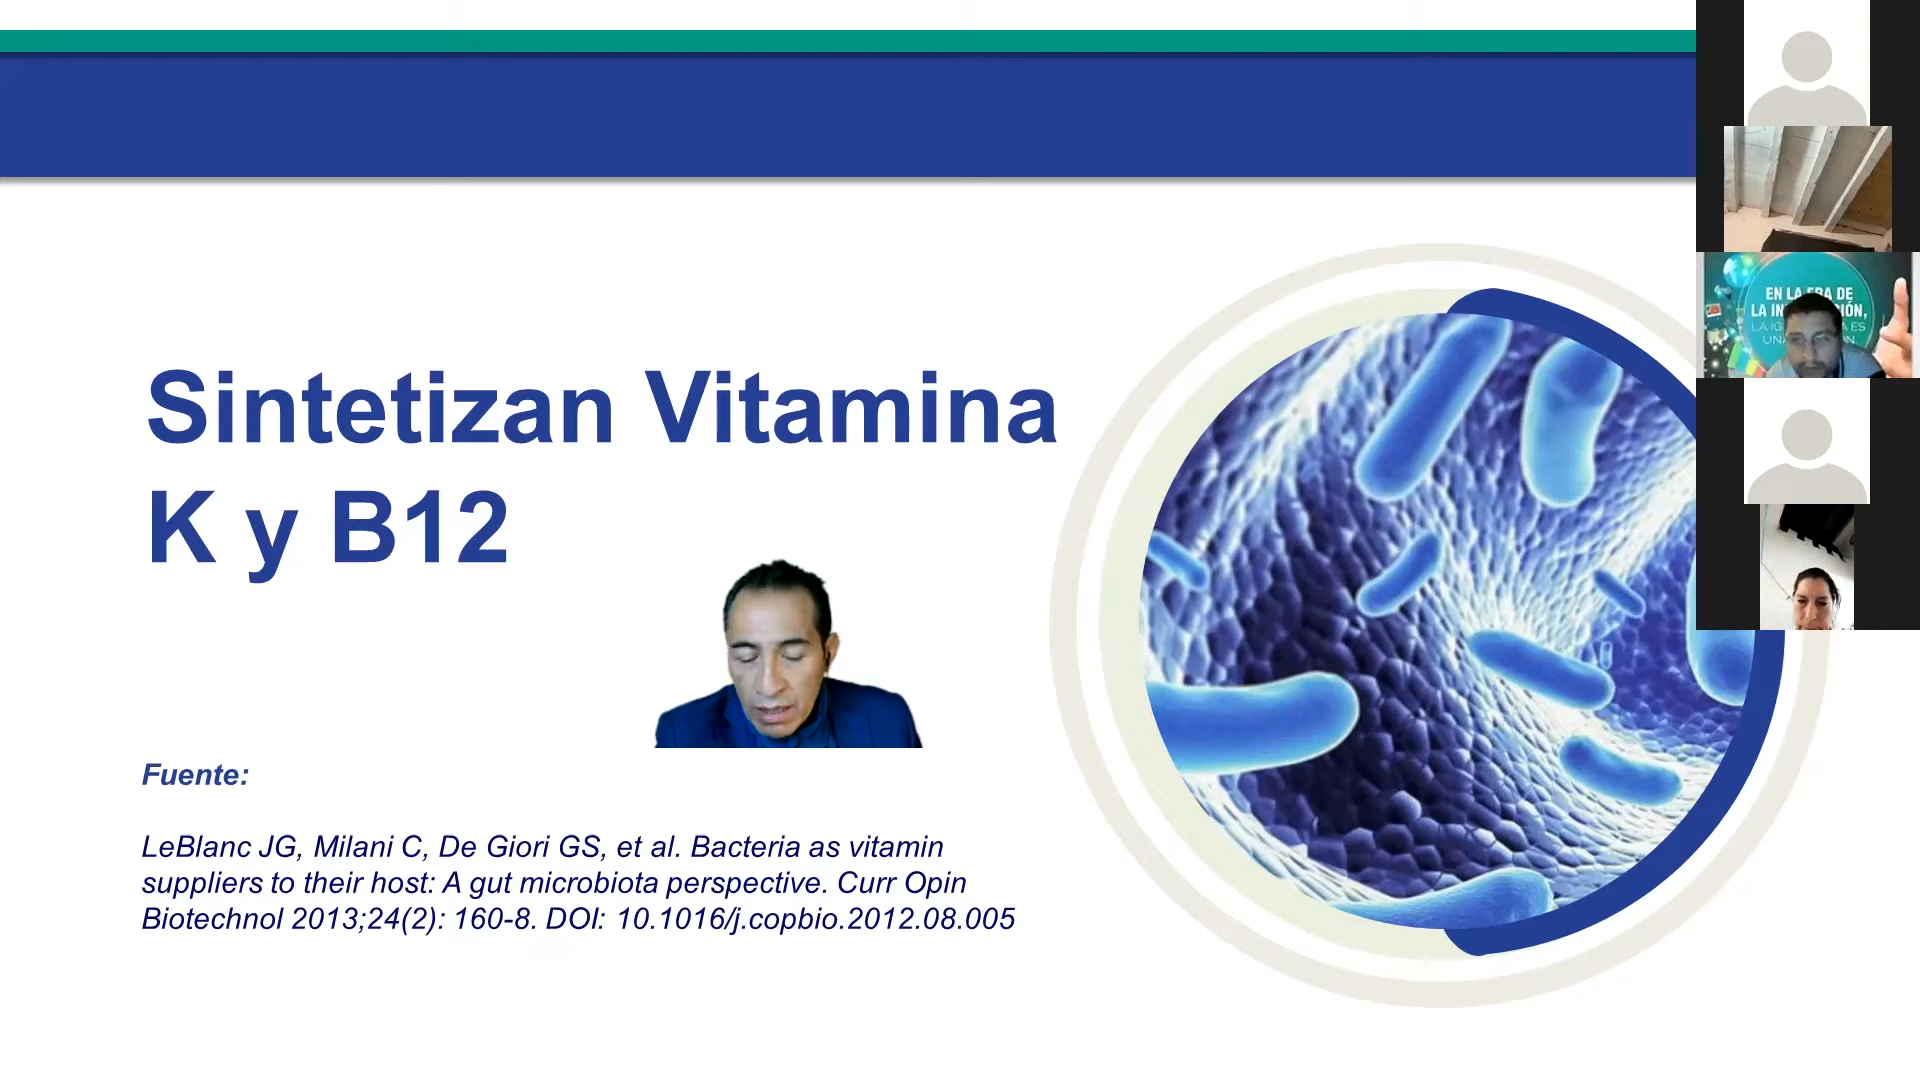 Sintetizan Vitamina
K y B12
Fuente:
LeBlanc JG, Milani C, De Giori GS, et al. Bacteria as vitamin
suppliers to their host: A gut microbiota perspective. Curr Opin
Biotechnol 2013;24(2): 160-8. DOI: 10.1016/j.copbio.2012.08.005
EN LA ERA DE
LA
ES